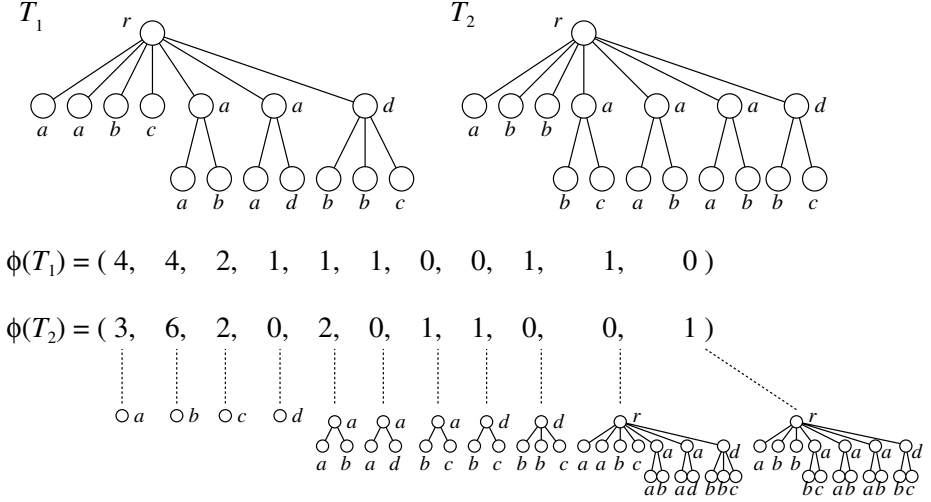 T₁ r T₂ r
a a b c a a d a b b a a a d
a b a d b b c b c a b a b b c
ϕ(T₁) = ( 4, 4, 2, 1, 1, 1, 0, 0, 1, 1, 0 )
ϕ(T₂) = ( 3, 6, 2, 0, 2, 0, 1, 1, 0, 0, 1 )
a b c d a a a d d r r
a b a d b c b c b b c a a b c a a d a b b a a a d
ab ad bbc bc ab ab bc